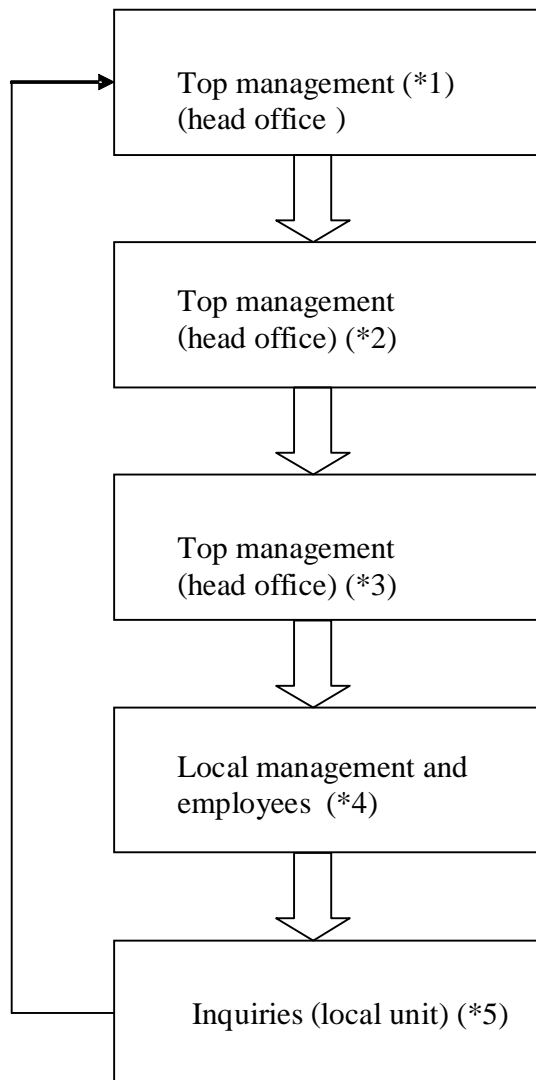 Top management (*1)
(head office )
Top management
(head office) (*2)
Top management
(head office) (*3)
Local management and
employees (*4)
Inquiries (local unit) (*5)